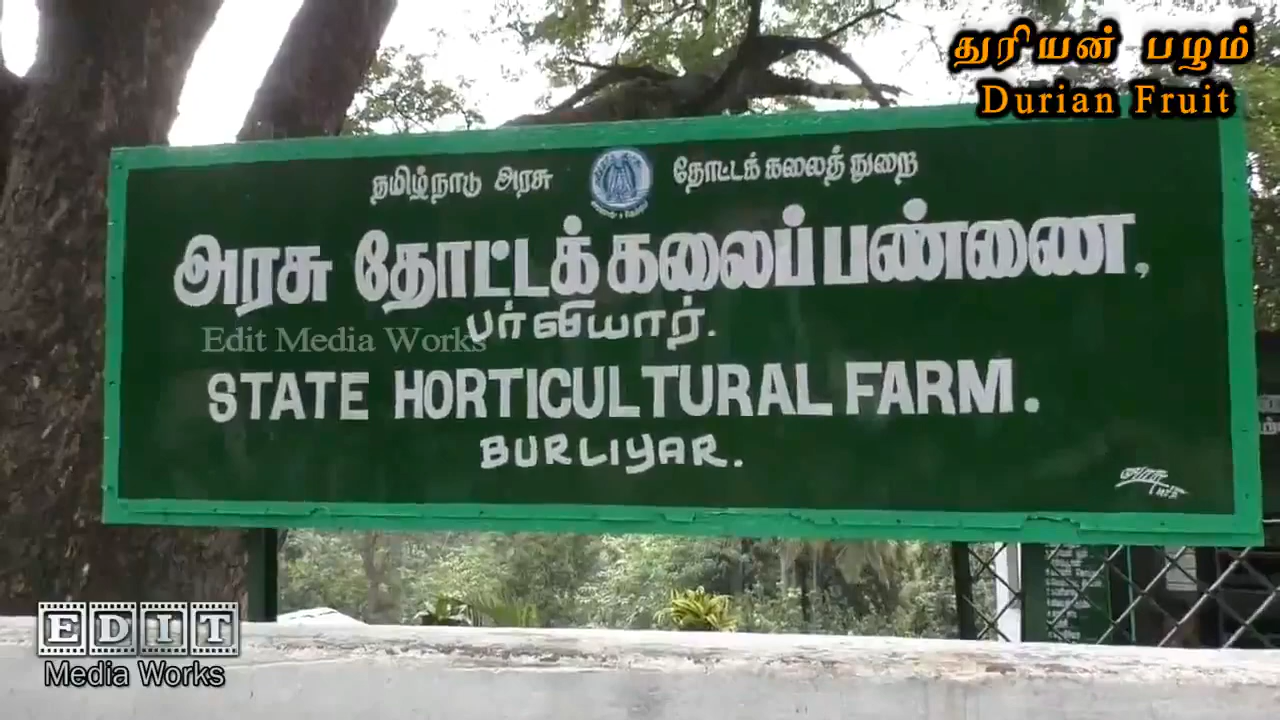 துரியன் பழம்
Durian Fruit
தமிழ்நாடு அரசு தோட்டக்கலைத்துறை
அரசு தோட்டக்கலைப்பண்ணை,
பர்லியார்.
Edit Media Works
STATE HORTICULTURAL FARM.
BURLIYAR.
EDIT
Media Works